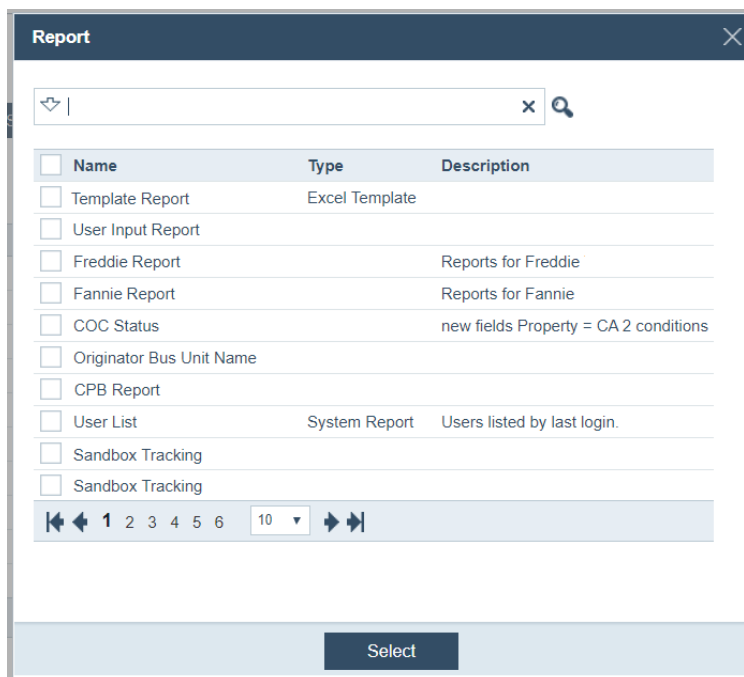 Report
Name Type Description
Template Report Excel Template
User Input Report
Freddie Report Reports for Freddie
Fannie Report Reports for Fannie
COC Status new fields Property = CA 2 conditions
Originator Bus Unit Name
CPB Report
User List System Report Users listed by last login.
Sandbox Tracking
Sandbox Tracking
1 2 3 4 5 6 10
Select